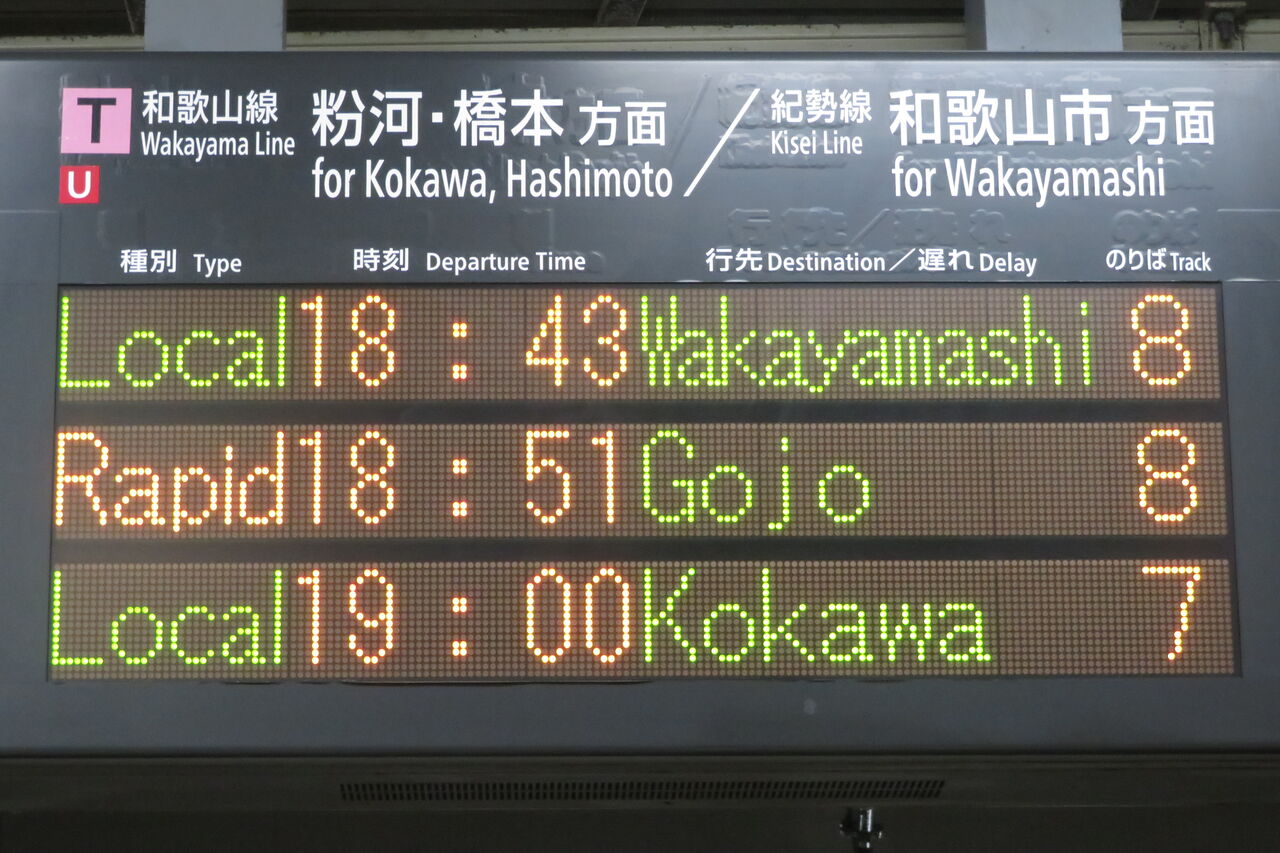 T 和歌山線 粉河・橋本 方面 / 紀勢線 和歌山市 方面
Wakayama Line for Kokawa, Hashimoto Kisei Line for Wakayamashi
U
種別 Type 時刻 Departure Time 行先 Destination / 遅れ Delay のりば Track
Local 18:43 Wakayamashi 8
Rapid 18:51 Gojo 8
Local 19:00 Kokawa 7